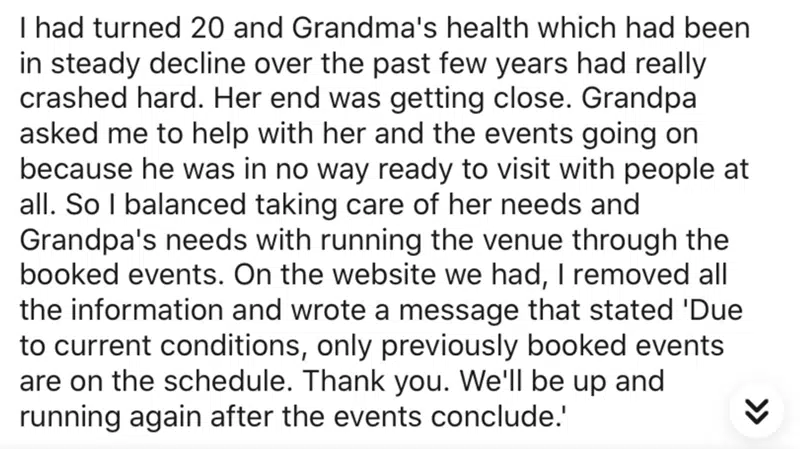 I had turned 20 and Grandma's health which had been
in steady decline over the past few years had really
crashed hard. Her end was getting close. Grandpa
asked me to help with her and the events going on
because he was in no way ready to visit with people at
all. So I balanced taking care of her needs and
Grandpa's needs with running the venue through the
booked events. On the website we had, I removed all
the information and wrote a message that stated 'Due
to current conditions, only previously booked events
are on the schedule. Thank you. We'll be up and
running again after the events conclude.'